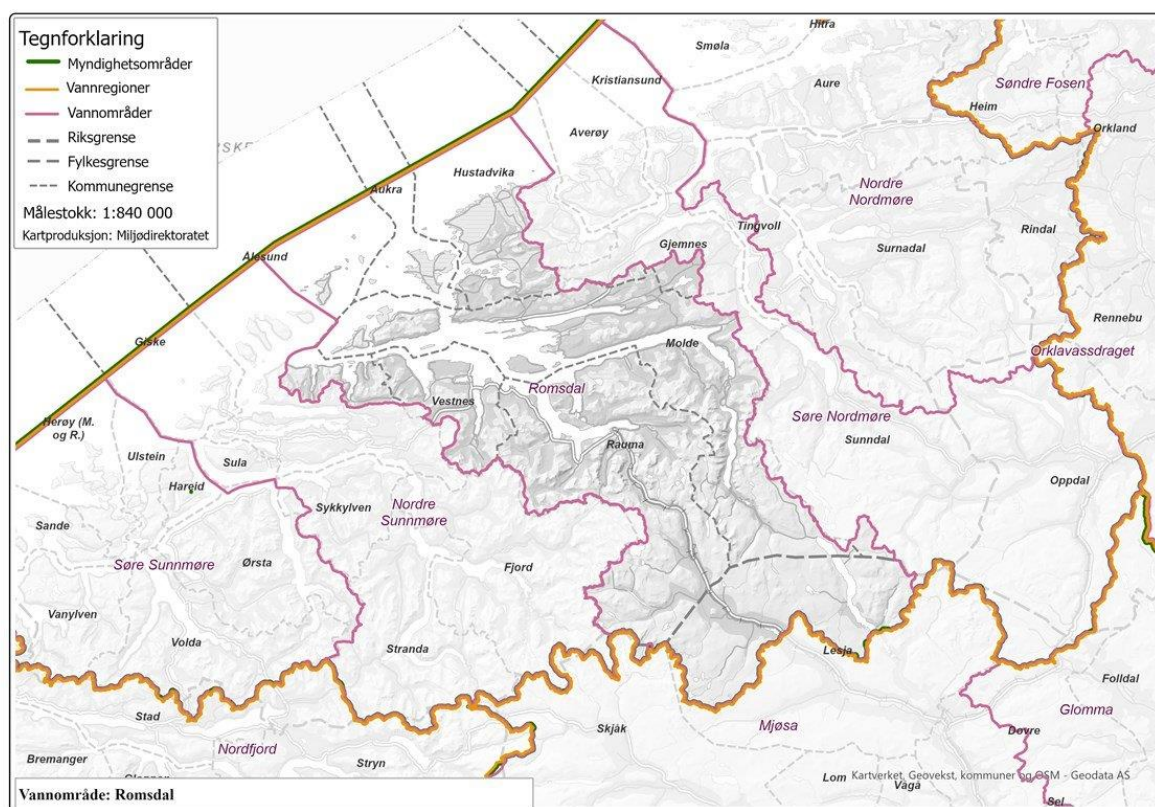 Tegnforklaring
Myndighetsområder
Vannregioner
Vannområder
Riksgrense
Fylkesgrense
Kommunegrense
Målestokk: 1:840 000
Kartproduksjon: Miljødirektoratet
Hitra
Smøla
Kristiansund
Aure
Søndre Fosen
Heim
Orkland
Averøy
Hustadvika
Aukra
Nordre
Nordmøre
Tingvoll
Rindal
Gjemnes
Surnadal
Ålesund
Rennebu
Giske
Molde
Orklavassdraget
Romsdal
Vestnes
Søre Nordmøre
Herøy (M.
og R.)
Rauma
Sunndal
Ulstein
Sula
Hareid
Oppdal
Sykkylven
Nordre
Sunnmøre
Sande
Søre Sunnmøre
Ørsta
Fjord
Vanylven
Volda
Stranda
Lesja
Folldal
Stad
Skjåk
Mjøsa
Glomma
Nordfjord
Dovre
Bremanger
Stryn
Lom
Vågå
Kartverket, Geovekst, kommuner og OSM - Geodata AS
Vannområde: Romsdal
Sel